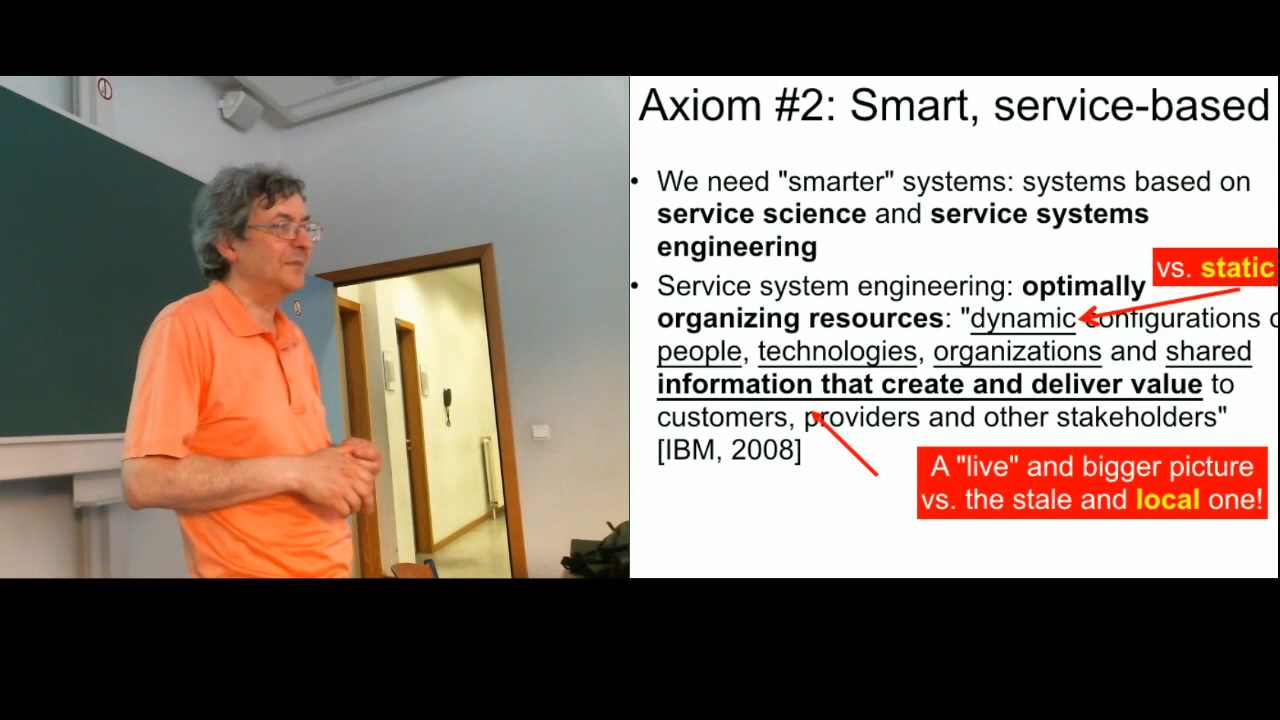 Axiom #2: Smart, service-based
• We need "smarter" systems: systems based on
service science and service systems
engineering
vs. static
• Service system engineering: optimally
organizing resources: "dynamic configurations
people, technologies, organizations and shared
information that create and deliver value to
customers, providers and other stakeholders"
[IBM, 2008]
A "live" and bigger picture
vs. the stale and local one!